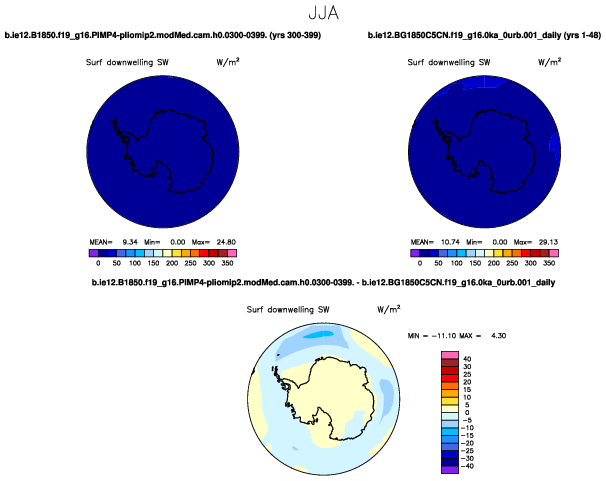 JJA
b.ie12.B1850.f19_g16.PIMP4-pliomip2.modMed.cam.h0.0300-0399. (yrs 300-399)
b.ie12.BG1850C5CN.f19_g16.0ka_0urb.001_daily (yrs 1-48)
Surf downwelling SW W/m²
Surf downwelling SW W/m²
MEAN= 9.34 Min= 0.00 Max= 24.80
MEAN= 10.74 Min= 0.00 Max= 29.13
0 50 100 150 200 250 300 350
0 50 100 150 200 250 300 350
b.ie12.B1850.f19_g16.PIMP4-pliomip2.modMed.cam.h0.0300-0399. - b.ie12.BG1850C5CN.f19_g16.0ka_0urb.001_daily
Surf downwelling SW W/m²
MIN = -11.10 MAX = 4.30
40
35
30
25
20
15
10
5
0
-5
-10
-15
-20
-25
-30
-35
-40